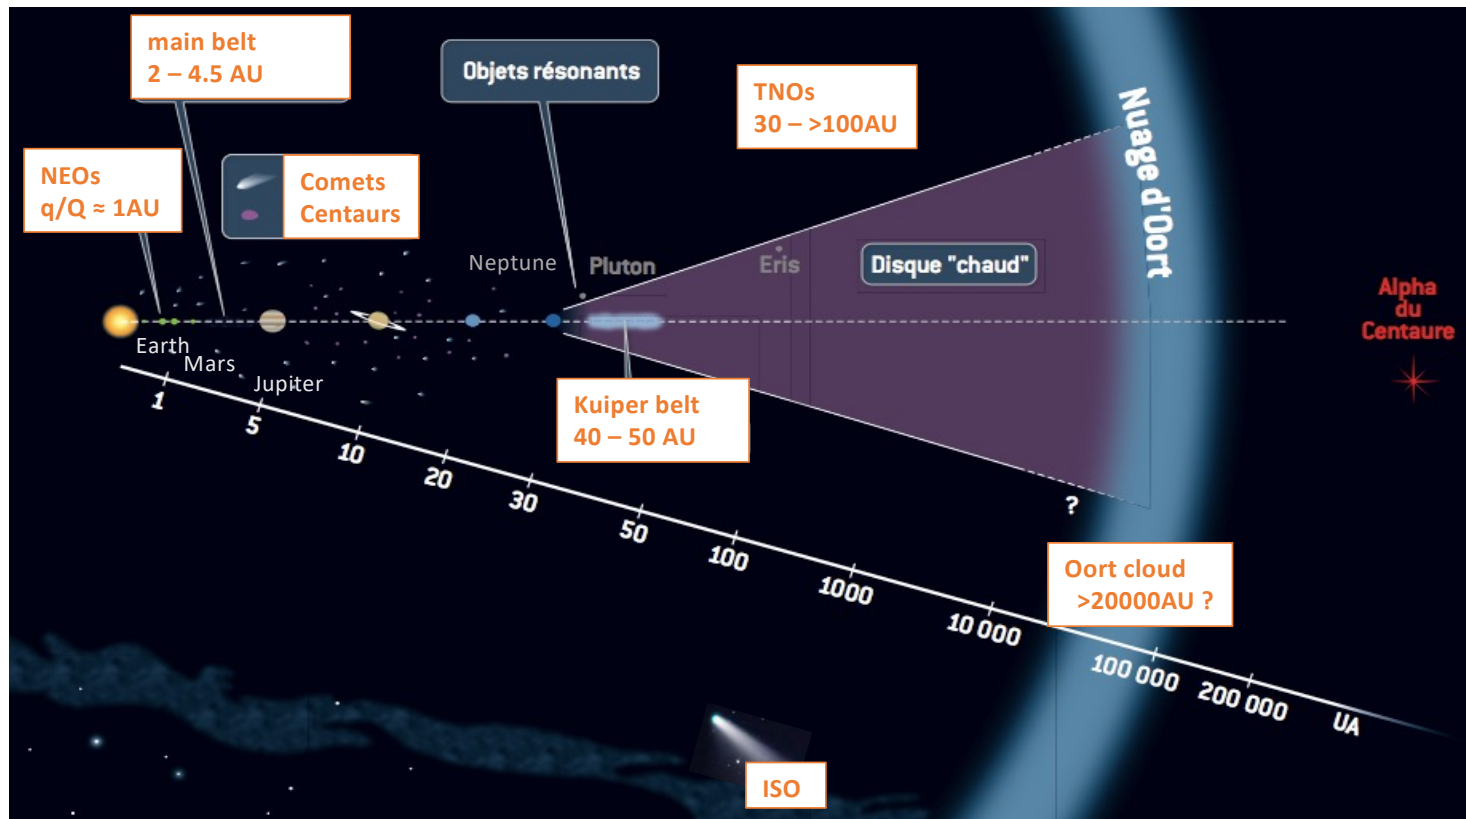 main belt
2 – 4.5 AU
Objets résonants
TNOs
30 – >100AU
Nuage d'Oort
NEOs
q/Q ≈ 1AU
Comets
Centaurs
Neptune
Pluton
Eris
Disque "chaud"
Alpha
du
Centaure
Earth
Mars
Jupiter
Kuiper belt
40 – 50 AU
1
5
10
20
30
50
100
1000
10 000
100 000
200 000
UA
?
Oort cloud
>20000AU ?
ISO